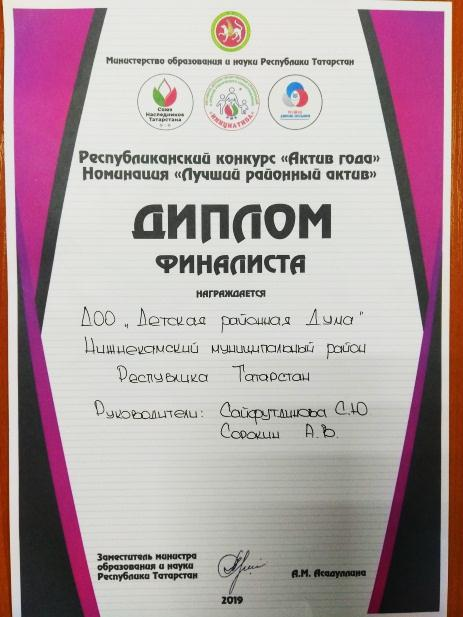 Министерство образования и науки Республики Татарстан
Союз
Наследников
Татарстана
ИНИЦИАТИВА
Республиканский конкурс «Актив года»
Номинация «Лучший районный актив»
ДИПЛОМ
ФИНАЛИСТА
НАГРАЖДАЕТСЯ
ДОО „Детская районная Дума"
Нижнекамский муниципальный район
Республика Татарстан
Руководители: Сайфутдинова С.Ю
Сорокин А.В.
Заместитель министра
образования и науки
Республики Татарстан
А.М. Асадуллина
2019